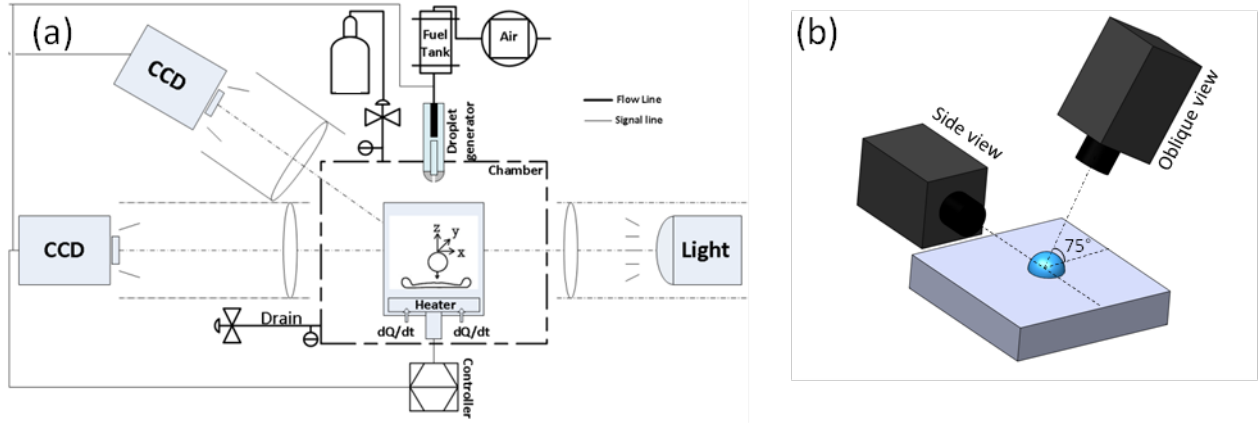 (a)
CCD
Fuel
Tank
Air
Flow Line
Signal line
Droplet
generator
Chamber
CCD
z
y
x
Light
Heater
dQ/dt
dQ/dt
Drain
Controller
(b)
Side view
Oblique view
75°